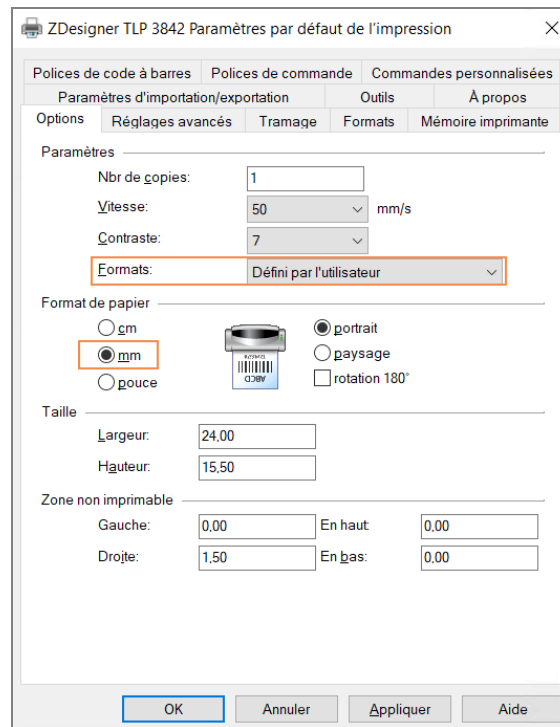 ZDesigner TLP 3842 Paramètres par défaut de l'impression
Polices de code à barres Polices de commande Commandes personnalisées
Paramètres d'importation/exportation Outils À propos
Options Réglages avancés Tramage Formats Mémoire imprimante
Paramètres
Nbr de copies: 1
Vitesse: 50 mm/s
Contraste: 7
Formats: Défini par l'utilisateur
Format de papier
cm portrait
mm paysage
pouce rotation 180°
ABCD
Taille
Largeur: 24,00
Hauteur: 15,50
Zone non imprimable
Gauche: 0,00 En haut: 0,00
Droite: 1,50 En bas: 0,00
OK Annuler Appliquer Aide